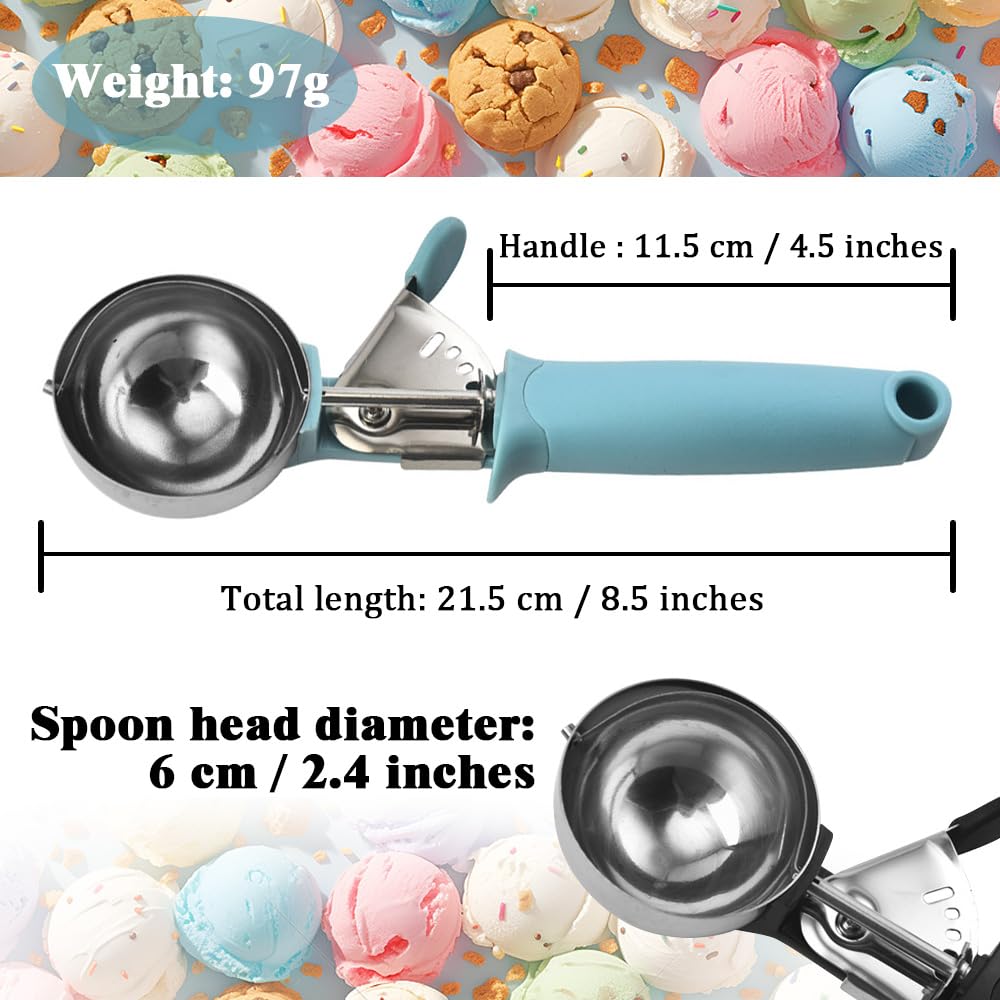 Weight: 97g
Handle : 11.5 cm / 4.5 inches
Total length: 21.5 cm / 8.5 inches
Spoon head diameter:
6 cm / 2.4 inches